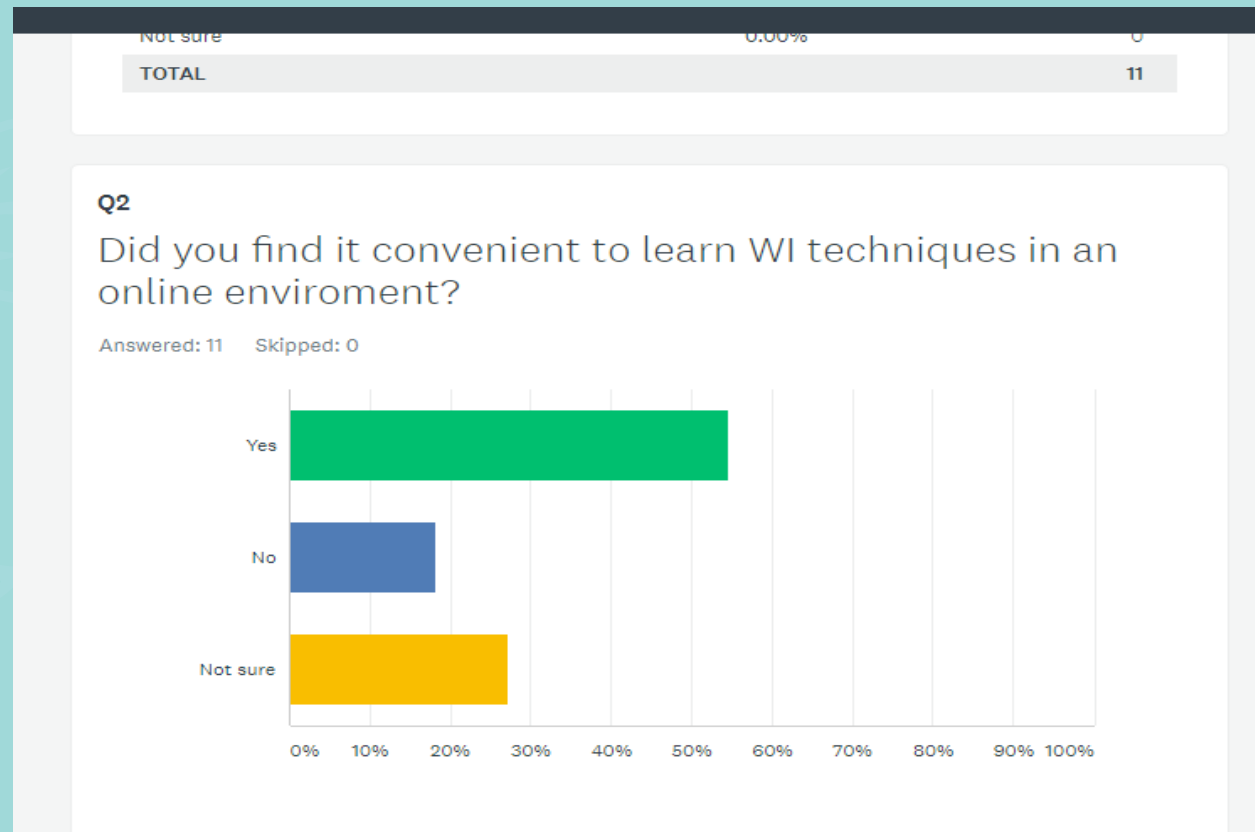 Not sure 0.00% 0
TOTAL 11
Q2
Did you find it convenient to learn WI techniques in an
online enviroment?
Answered: 11 Skipped: 0
Yes
No
Not sure
0% 10% 20% 30% 40% 50% 60% 70% 80% 90% 100%